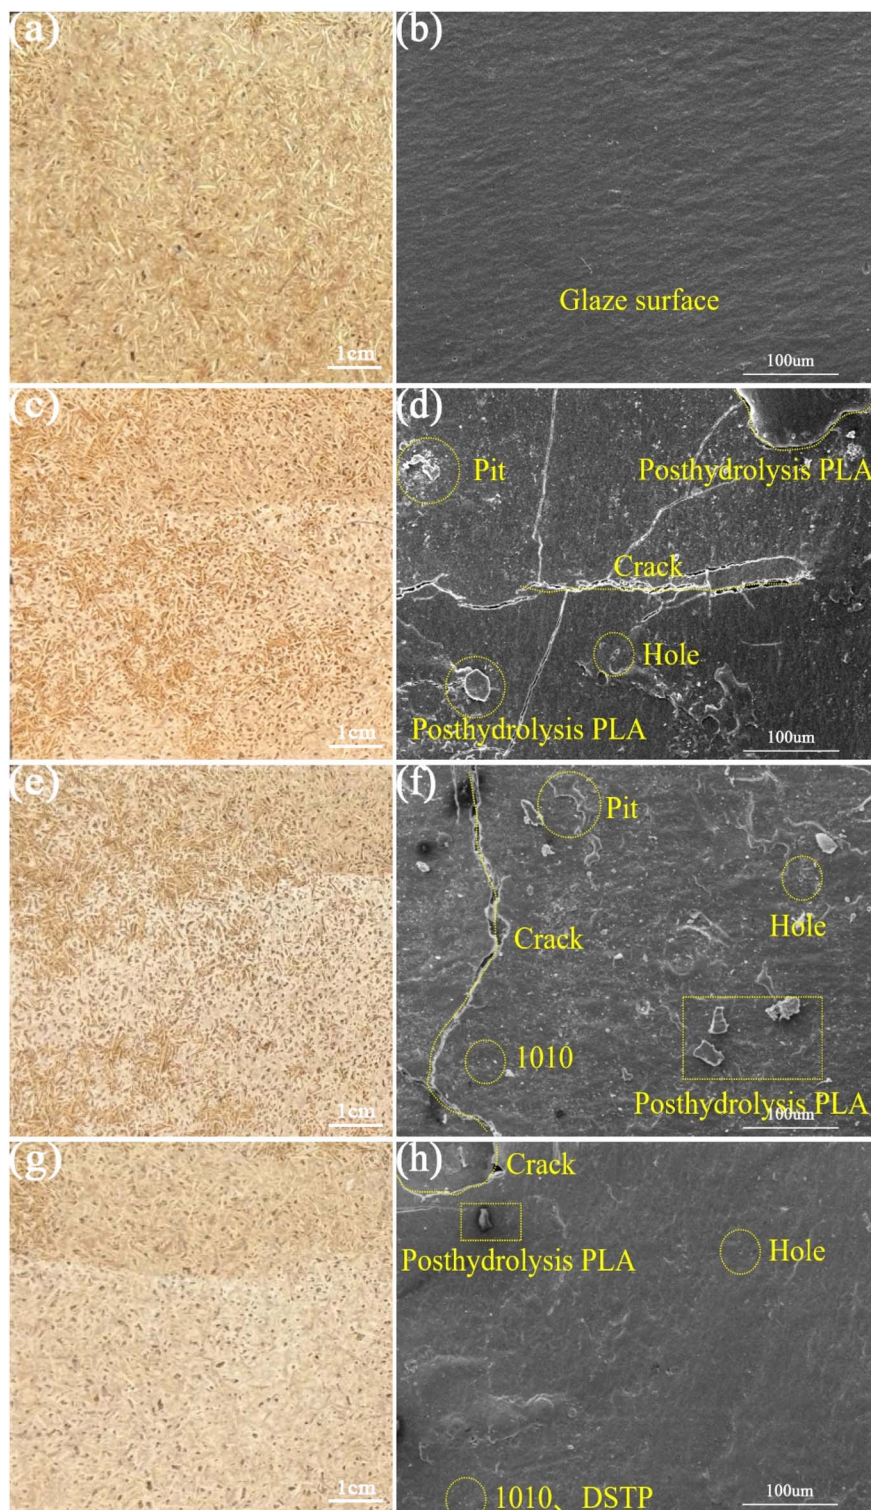 (a)
1cm
(b)
Glaze surface
100um
(c)
1cm
(d)
Pit
Posthydrolysis PLA
Crack
Hole
Posthydrolysis PLA
100um
(e)
1cm
(f)
Pit
Hole
Crack
1010
Posthydrolysis PLA
100um
(g)
1cm
(h)
Crack
Posthydrolysis PLA
Hole
100um
1010、DSTP